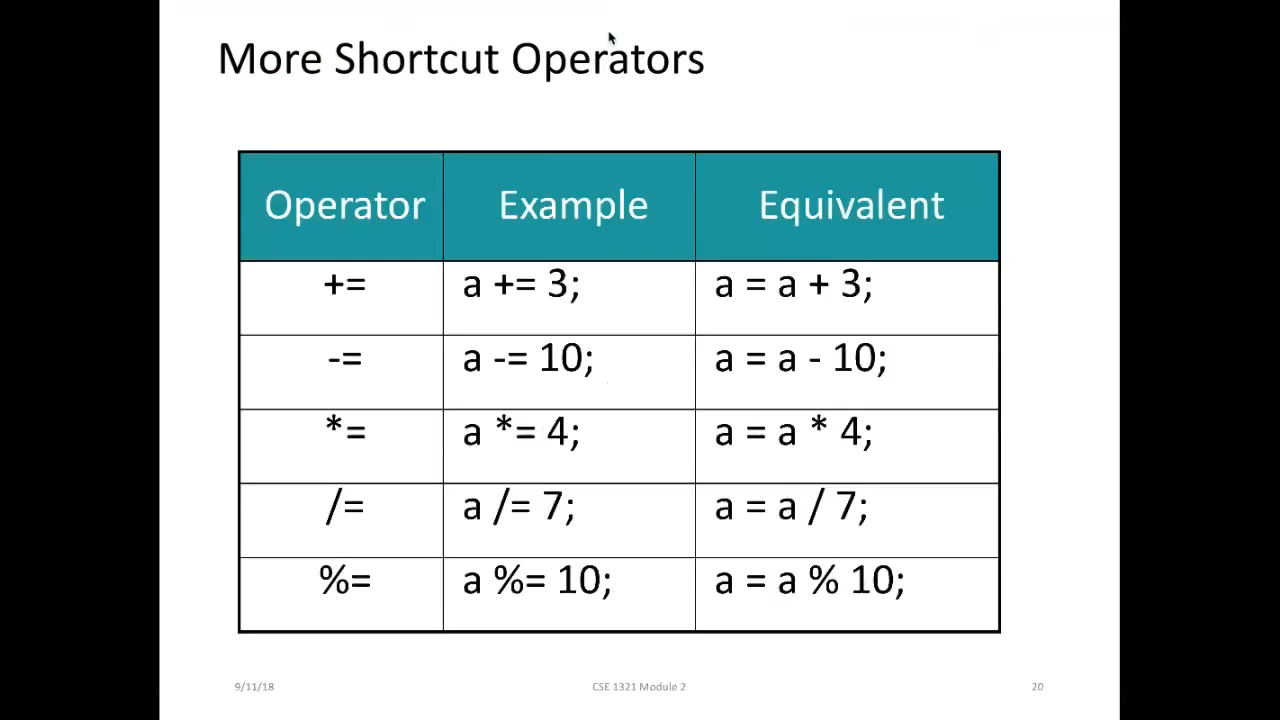 More Shortcut Operators
Operator Example Equivalent
+= a += 3; a = a + 3;
-= a -= 10; a = a - 10;
*= a *= 4; a = a * 4;
/= a /= 7; a = a / 7;
%= a %= 10; a = a % 10;
9/11/18 CSE 1321 Module 2 20